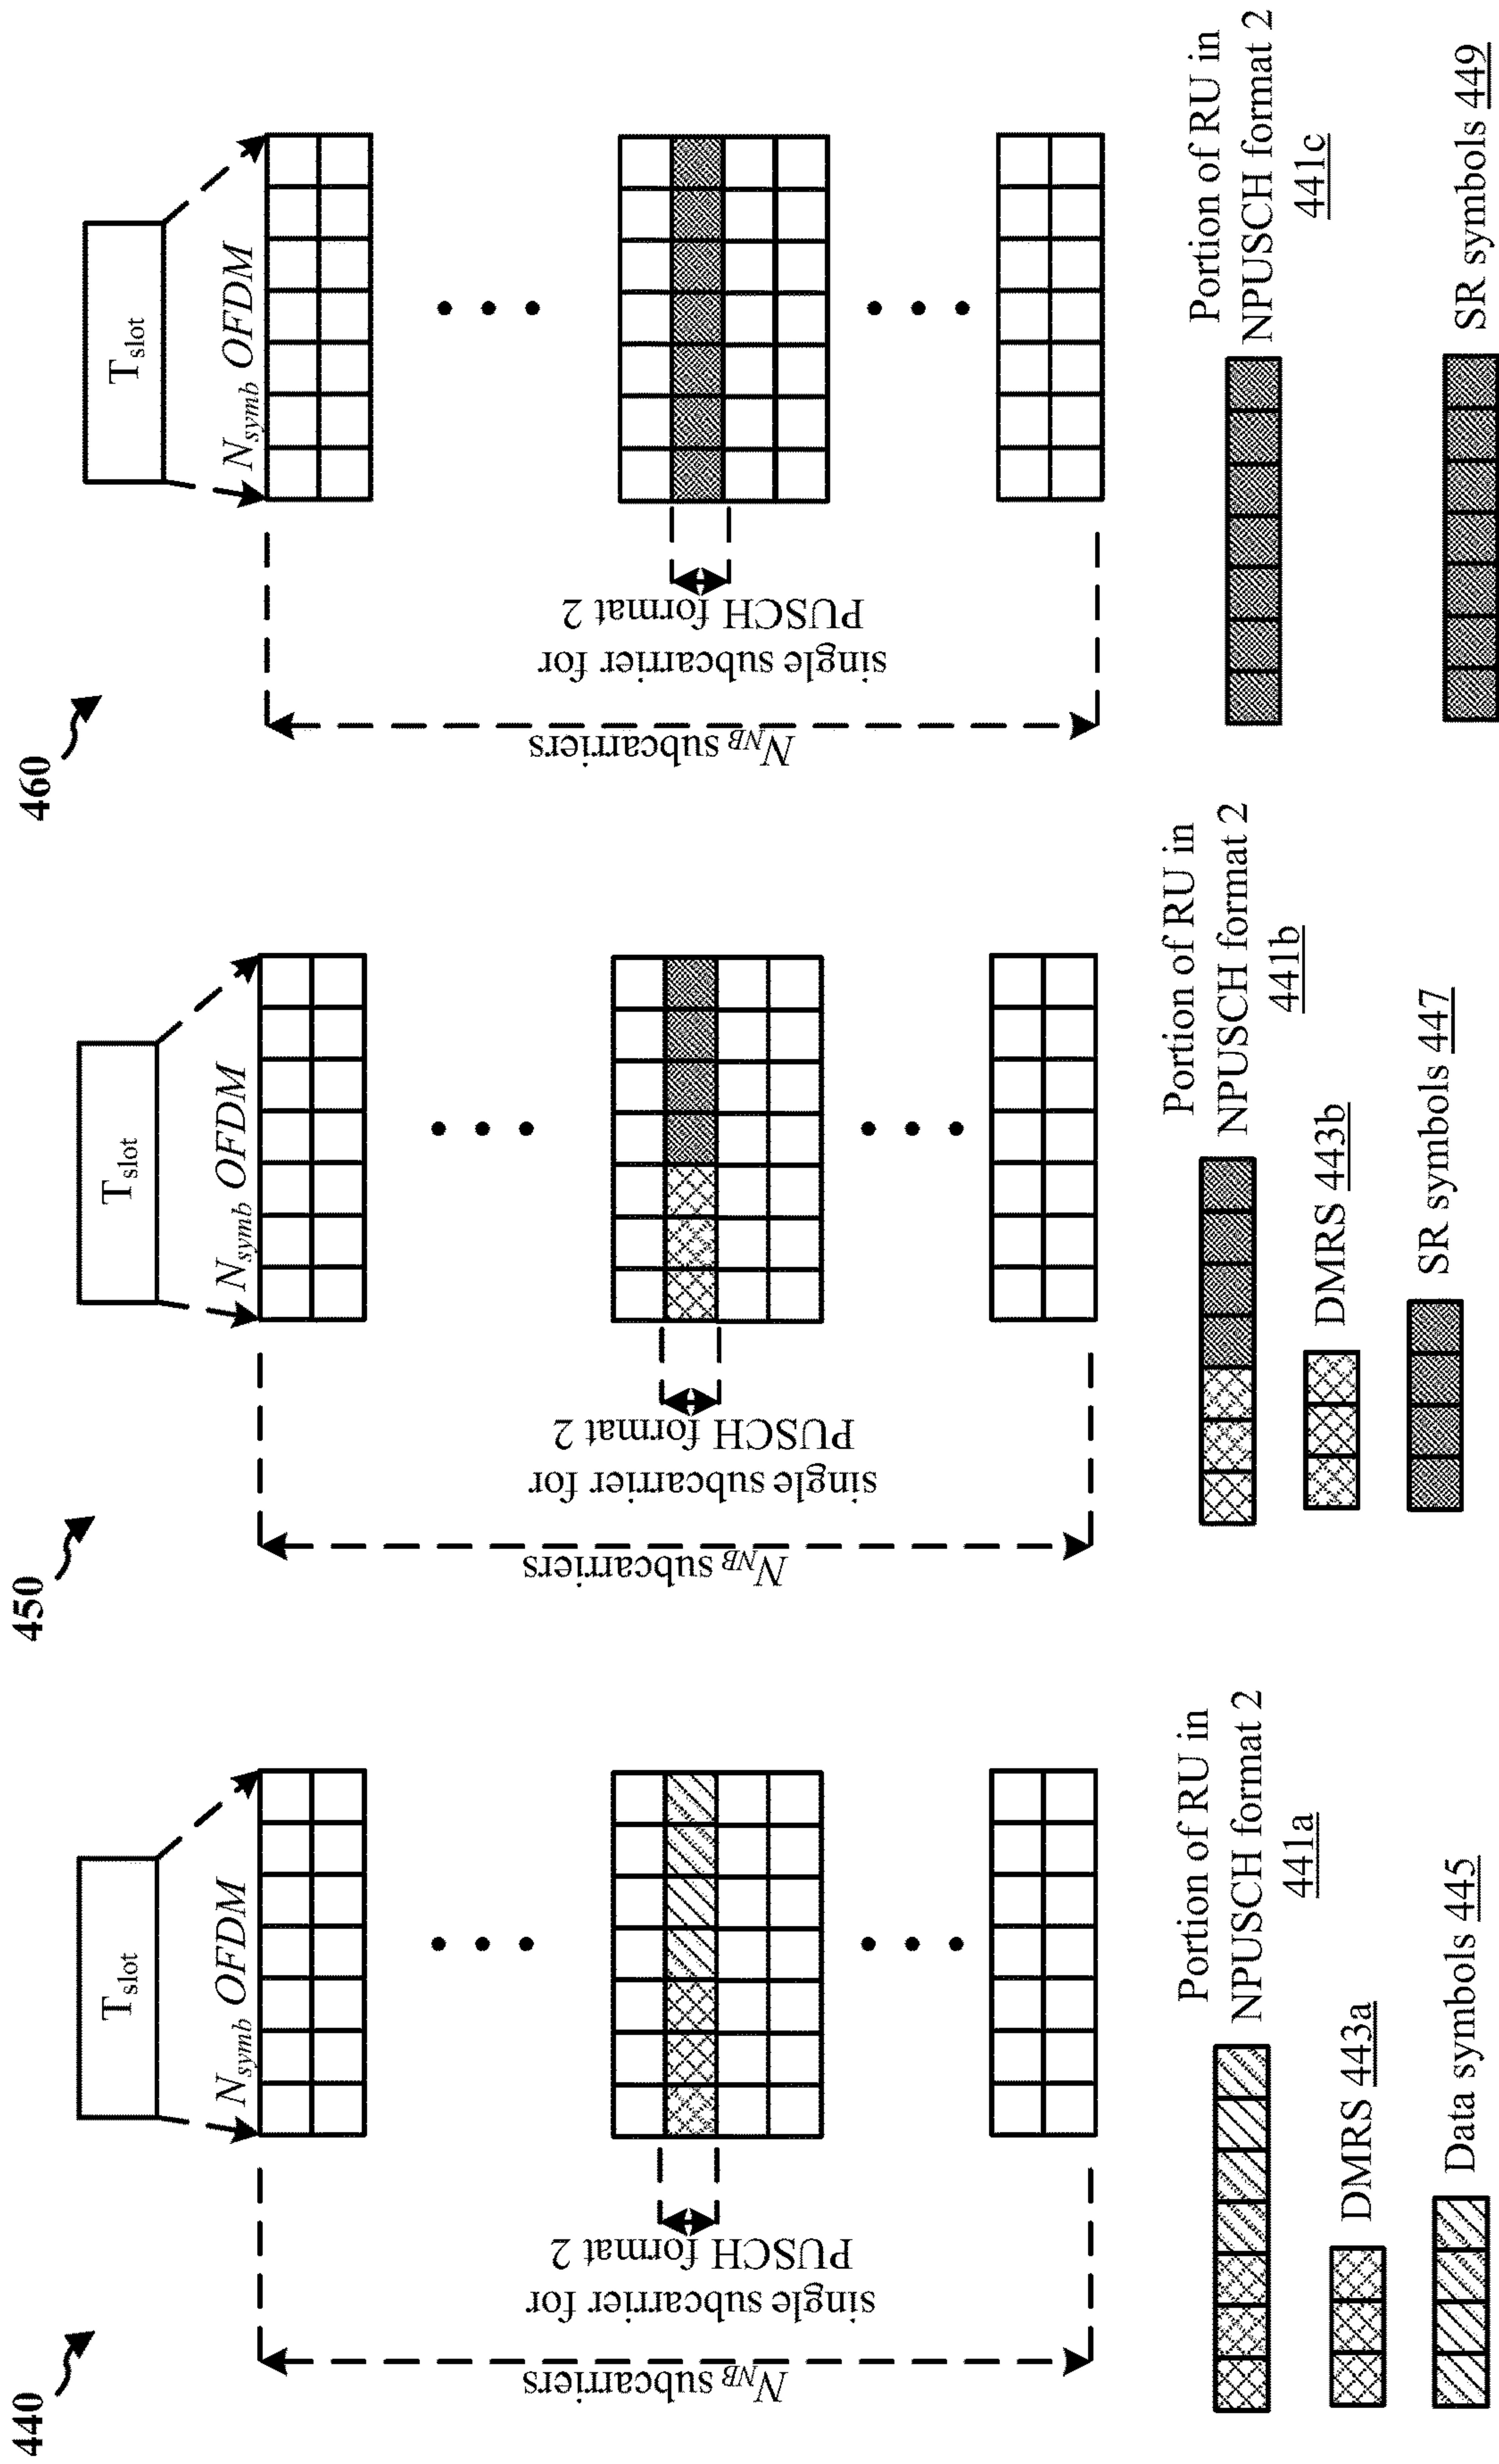 440
T_slot
N_symb OFDM
N_NB subcarriers
single subcarrier for
PUSCH format 2
Portion of RU in
NPUSCH format 2
441a
DMRS 443a
Data symbols 445
450
T_slot
N_symb OFDM
N_NB subcarriers
single subcarrier for
PUSCH format 2
Portion of RU in
NPUSCH format 2
441b
DMRS 443b
SR symbols 447
460
T_slot
N_symb OFDM
N_NB subcarriers
single subcarrier for
PUSCH format 2
Portion of RU in
NPUSCH format 2
441c
SR symbols 449